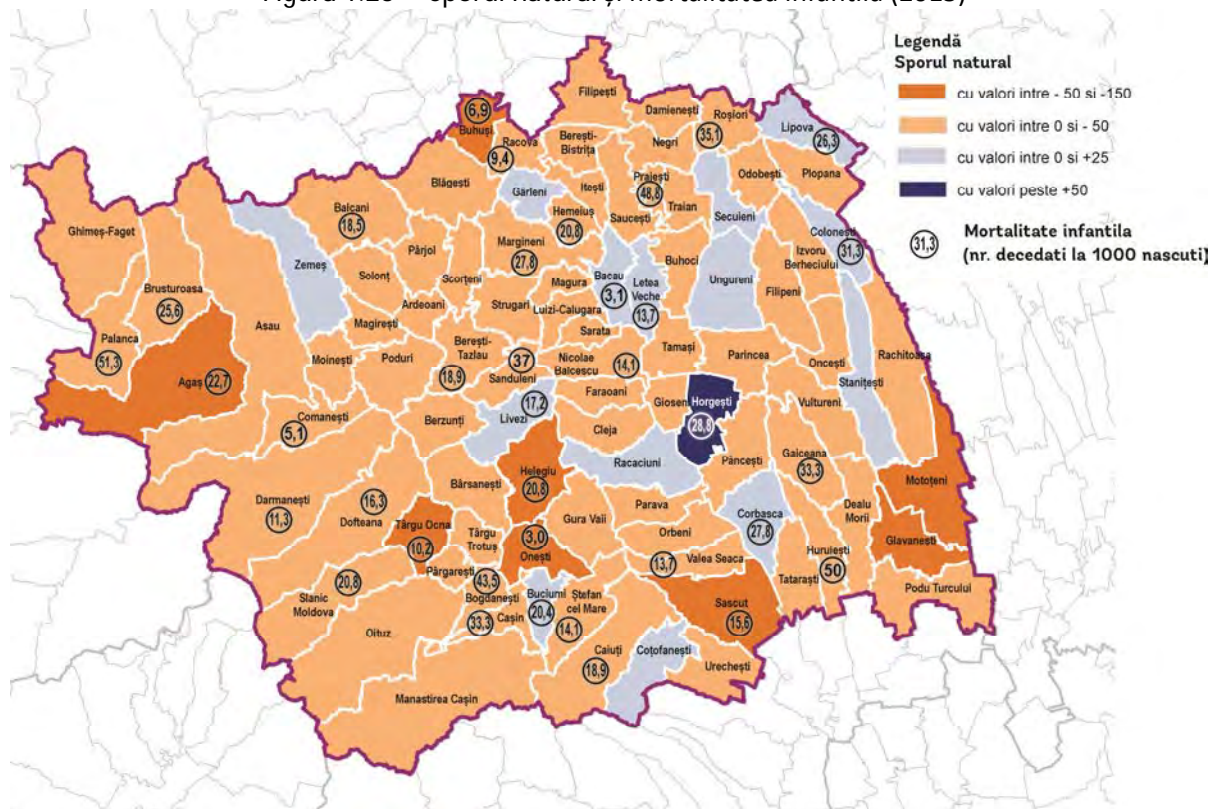 Legendă
Sporul natural
cu valori intre - 50 si -150
cu valori intre 0 si - 50
cu valori intre 0 si +25
cu valori peste +50
31,3
Mortalitate infantila
(nr. decedati la 1000 nascuti)
6,9
Buhuși
Racova
9,4
Filipești
Damienești
Roșiori
35,1
Lipova
26,3
Berești-
Bistrița
Negri
Odobești
Plopana
Blăgești
Gârleni
Itești
Praiești
48,8
Traian
Secuieni
Colonești
31,3
Ghimeș-Faget
Balcani
18,5
Hemeiuș
20,8
Saucești
Izvoru
Berheciului
Zemeș
Pârjol
Margineni
27,8
Buhoci
Ungureni
Filipeni
Solonț
Scorțeni
Bacau
3,1
Letea
Veche
13,7
Brusturoasa
25,6
Asau
Ardeoani
Strugari
Magura
Luizi-Calugara
Magirești
Sarata
Palanca
51,3
Moinești
Poduri
Berești-
Tazlau
18,9
37
Sanduleni
Nicolae
Balcescu
14,1
Tamași
Parincea
Oncești
Rachitoasa
Stanițești
Agaș
22,7
Faraoani
Gioseni
Horgești
28,8
Vultureni
Comanești
5,1
Berzunți
Livezi
17,2
Cleja
Racaciuni
Pâncești
Gaiceana
33,3
Helegiu
20,8
Motoțeni
Darmanești
11,3
16,3
Dofteana
Bârsanești
Gura Vaii
Parava
Corbasca
27,8
Dealu
Morii
Târgu Ocna
10,2
Târgu
Trotuș
3,0
Onești
Orbeni
Glavanești
13,7
Valea Seaca
Huruiești
50
Tatarași
Pârgarești
43,5
Podu Turcului
Slanic
Moldova
20,8
Bogdanești
33,3
Cașin
Buciumi
20,4
Ștefan
cel Mare
14,1
Sascut
15,6
Oituz
Caiuți
18,9
Coțofanești
Urechești
Manastirea Cașin